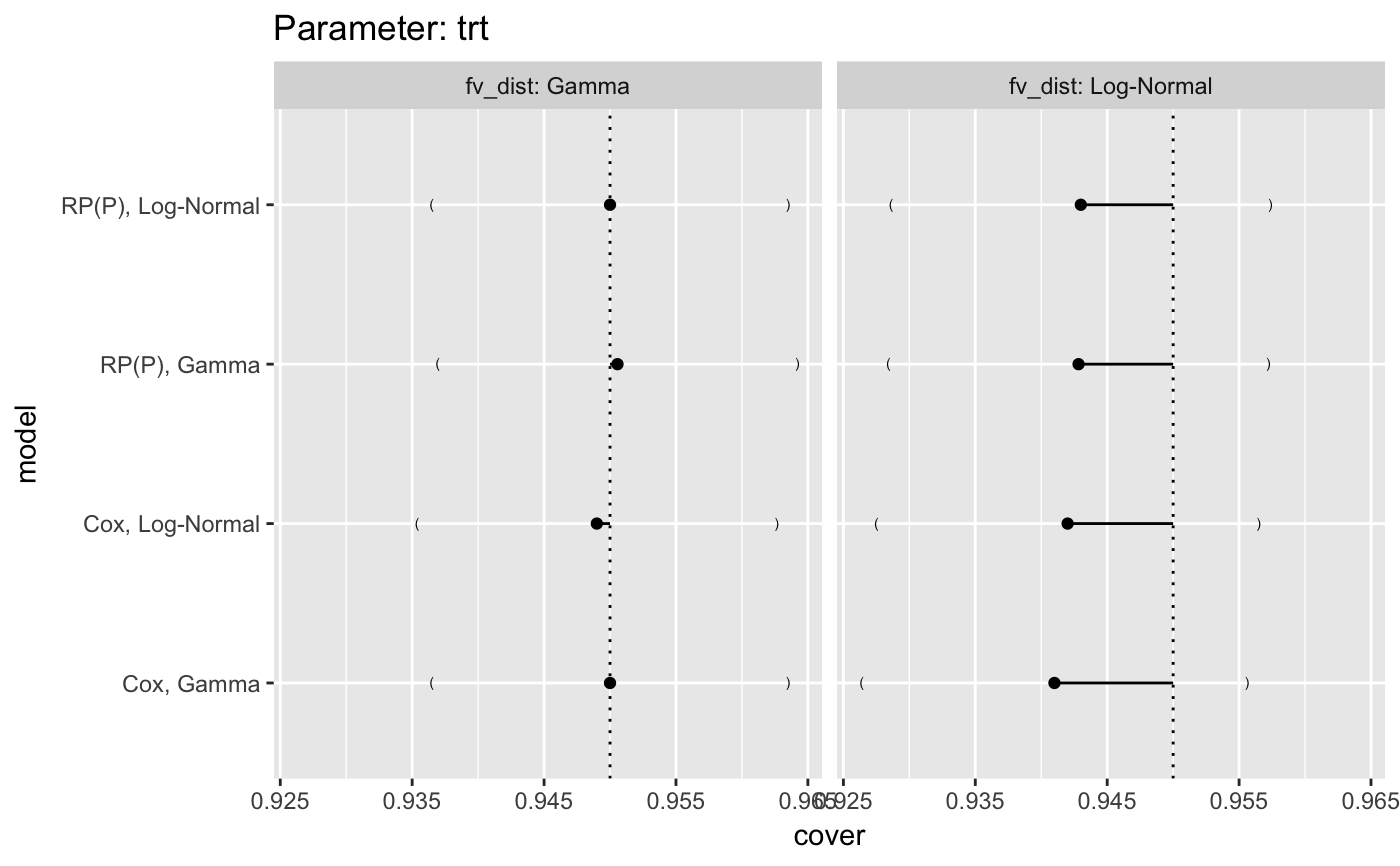 Parameter: trt
fv_dist: Gamma
fv_dist: Log-Normal
model
RP(P), Log-Normal
( )
( )
RP(P), Gamma
( )
( )
Cox, Log-Normal
( )
( )
Cox, Gamma
( )
( )
0.925 0.935 0.945 0.955 0.965
0.925 0.935 0.945 0.955 0.965
cover